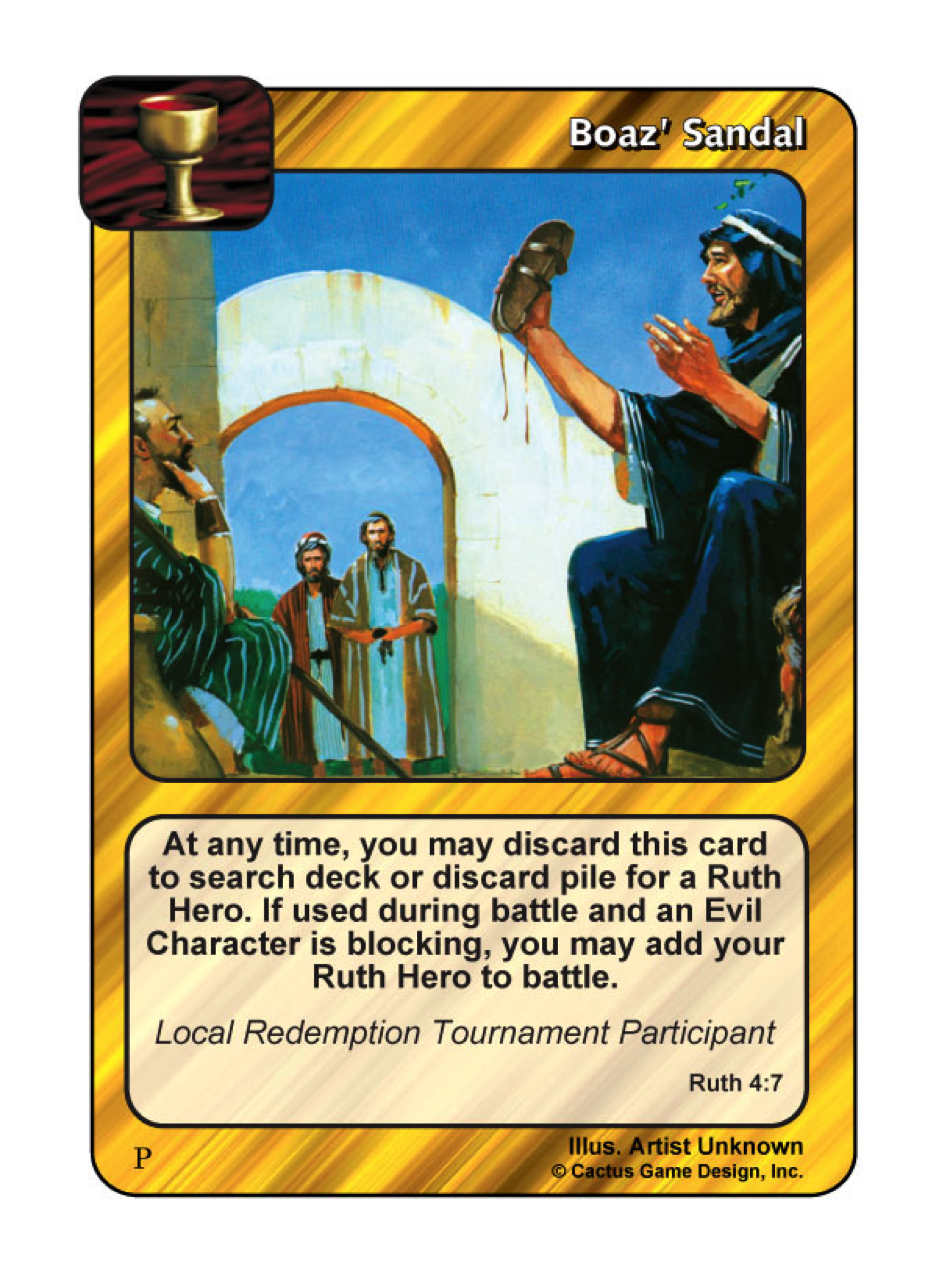 Boaz' Sandal
At any time, you may discard this card
to search deck or discard pile for a Ruth
Hero. If used during battle and an Evil
Character is blocking, you may add your
Ruth Hero to battle.
Local Redemption Tournament Participant
Ruth 4:7
P
Illus. Artist Unknown
© Cactus Game Design, Inc.